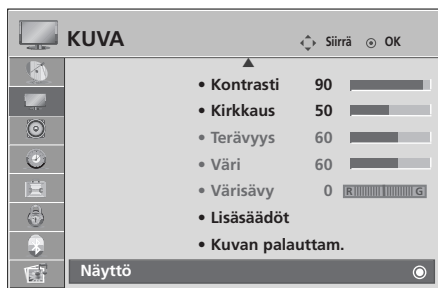 KUVA Siirrä OK
• Kontrasti 90
• Kirkkaus 50
• Terävyys 60
• Väri 60
• Värisävy 0 R G
• Lisäsäädöt
• Kuvan palauttam.
Näyttö